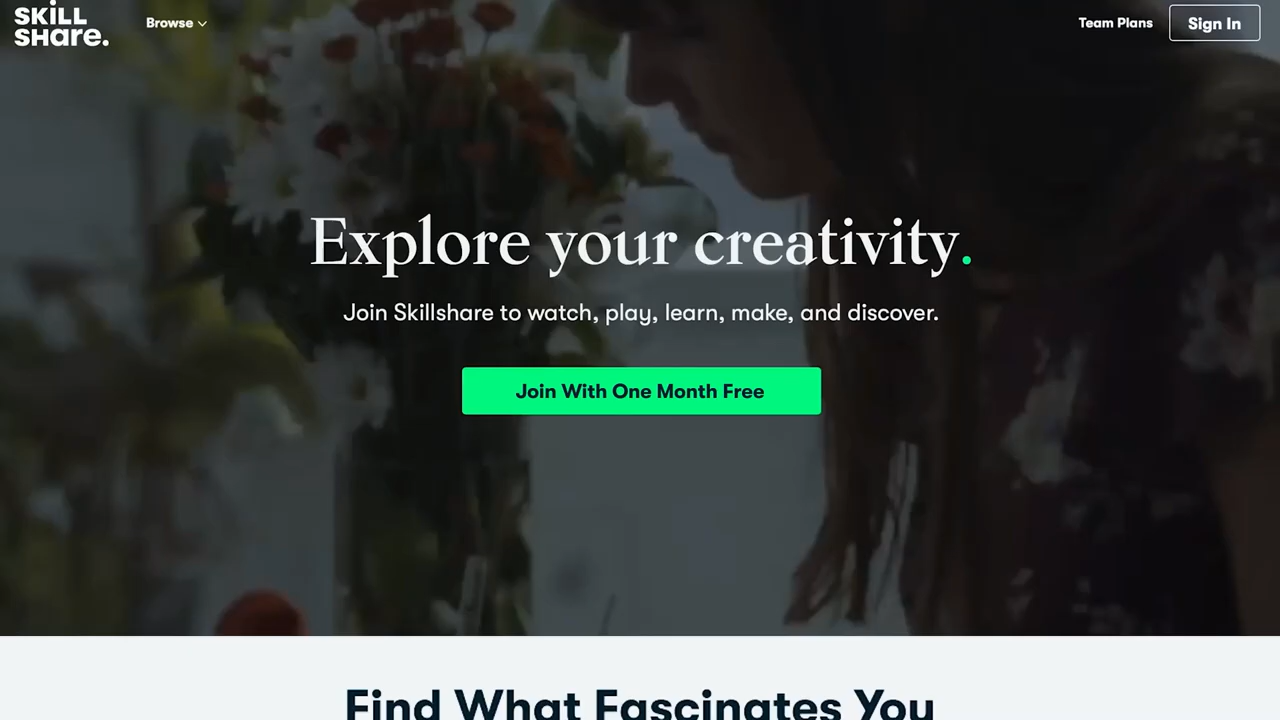 SKILL
SHare.
Browse
Team Plans
Sign In
Explore your creativity.
Join Skillshare to watch, play, learn, make, and discover.
Join With One Month Free
Find What Fascinates You